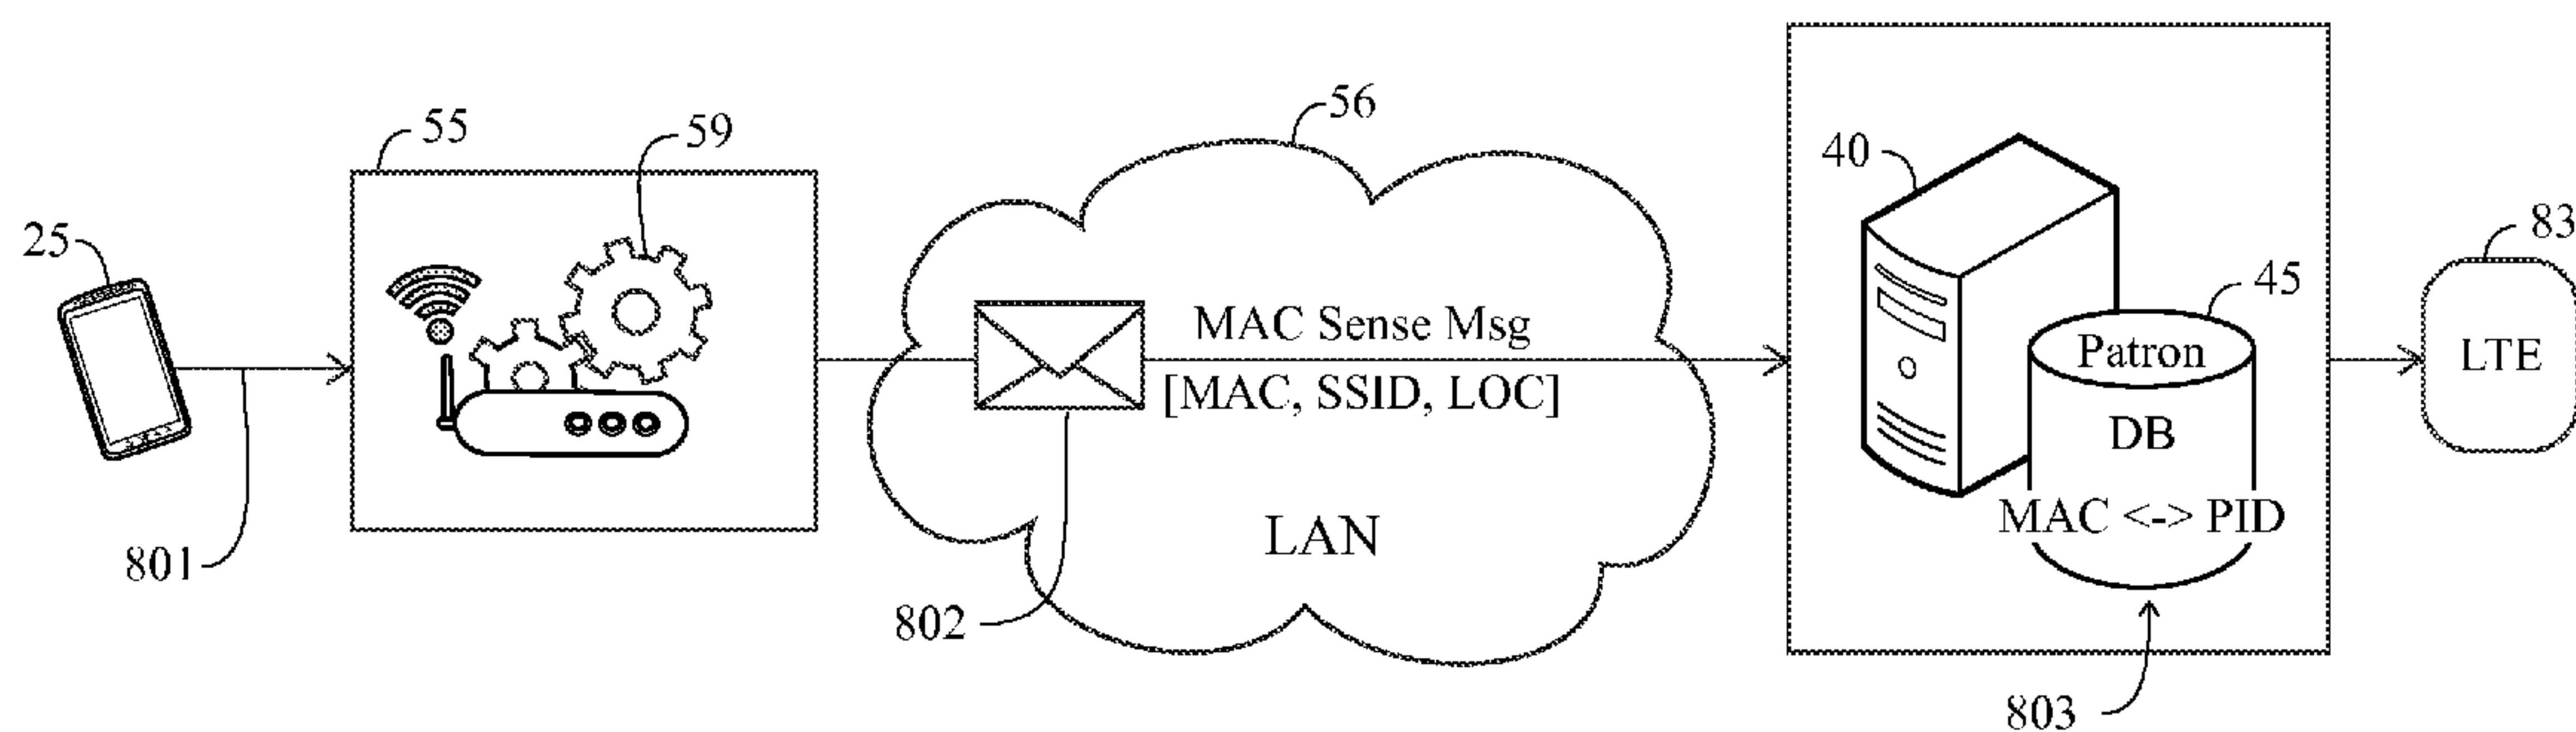 25
801
55
59
56
MAC Sense Msg
[MAC, SSID, LOC]
LAN
802
40
45
Patron
DB
MAC <-> PID
803
83
LTE